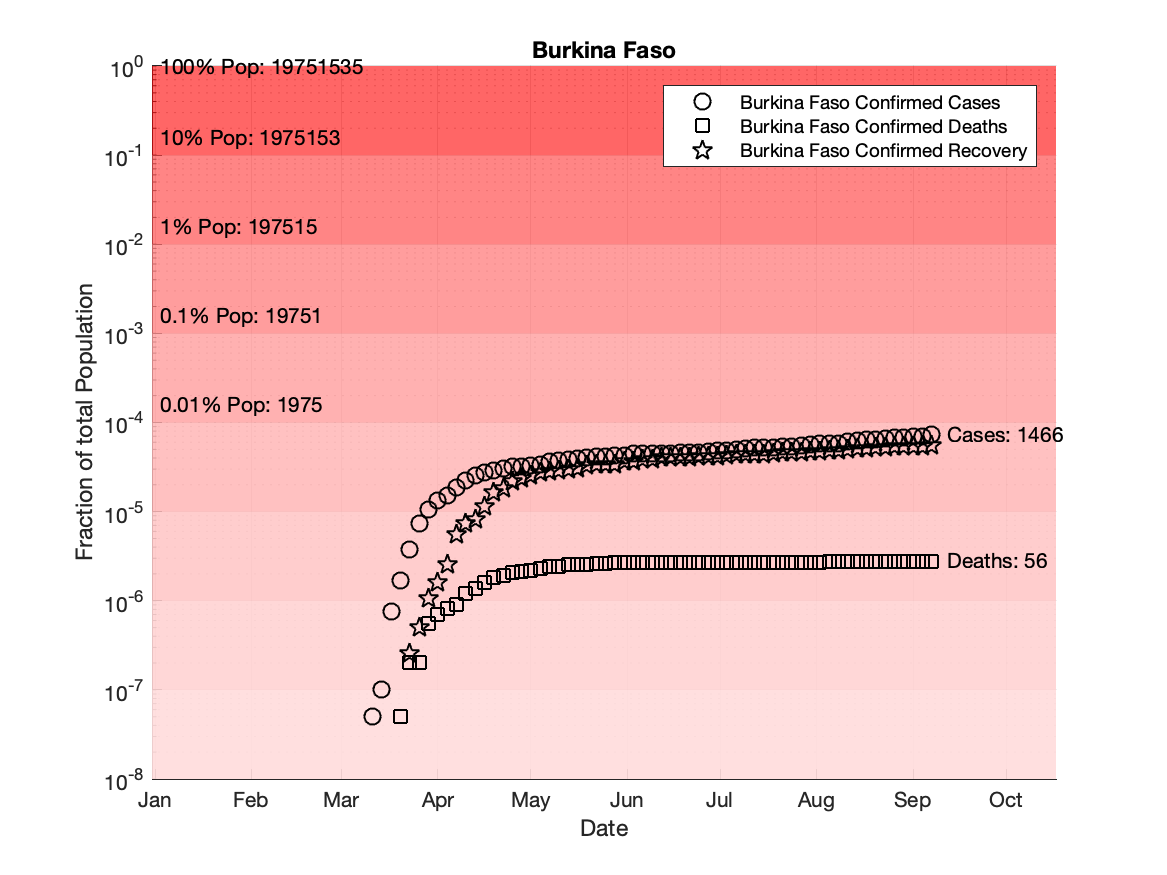 Burkina Faso
10^0
100% Pop: 19751535
Burkina Faso Confirmed Cases
Burkina Faso Confirmed Deaths
Burkina Faso Confirmed Recovery
10% Pop: 1975153
10^-1
1% Pop: 197515
10^-2
0.1% Pop: 19751
10^-3
0.01% Pop: 1975
10^-4
Cases: 1466
10^-5
Deaths: 56
10^-6
10^-7
10^-8
Fraction of total Population
Jan Feb Mar Apr May Jun Jul Aug Sep Oct
Date